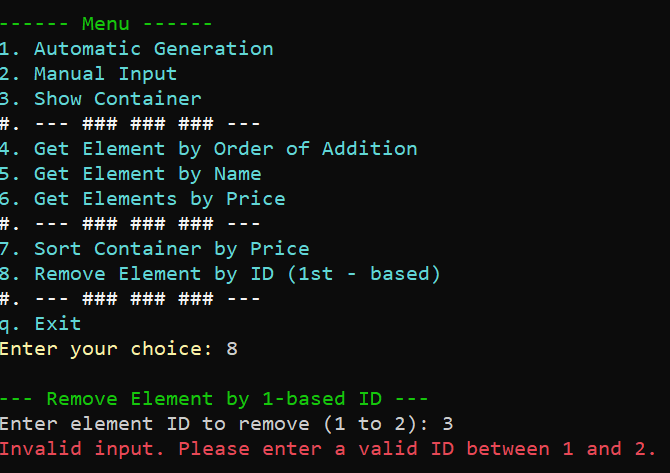 ------ Menu ------
1. Automatic Generation
2. Manual Input
3. Show Container
#. --- ### ### ### ---
4. Get Element by Order of Addition
5. Get Element by Name
6. Get Elements by Price
#. --- ### ### ### ---
7. Sort Container by Price
8. Remove Element by ID (1st - based)
#. --- ### ### ### ---
q. Exit
Enter your choice: 8
--- Remove Element by 1-based ID ---
Enter element ID to remove (1 to 2): 3
Invalid input. Please enter a valid ID between 1 and 2.